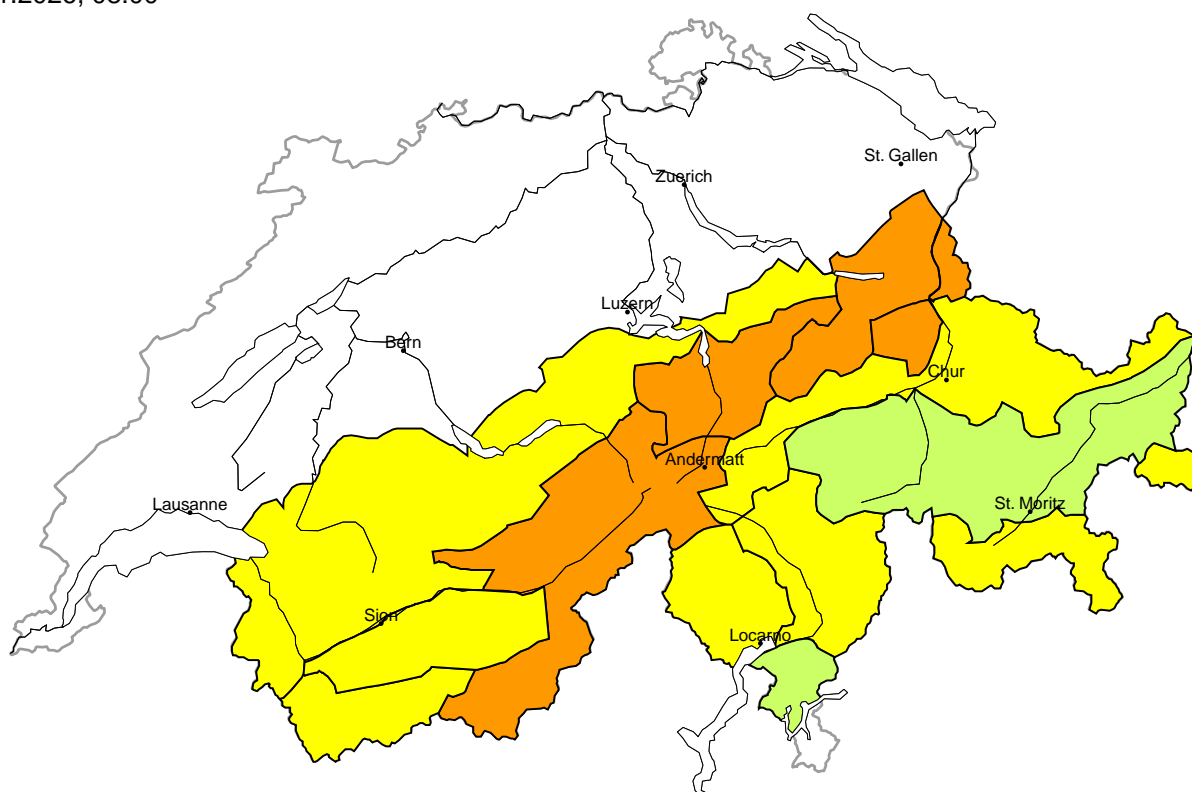 St. Gallen
Zuerich
Luzern
Bern
Chur
Andermatt
Lausanne
St. Moritz
Sion
Locarno